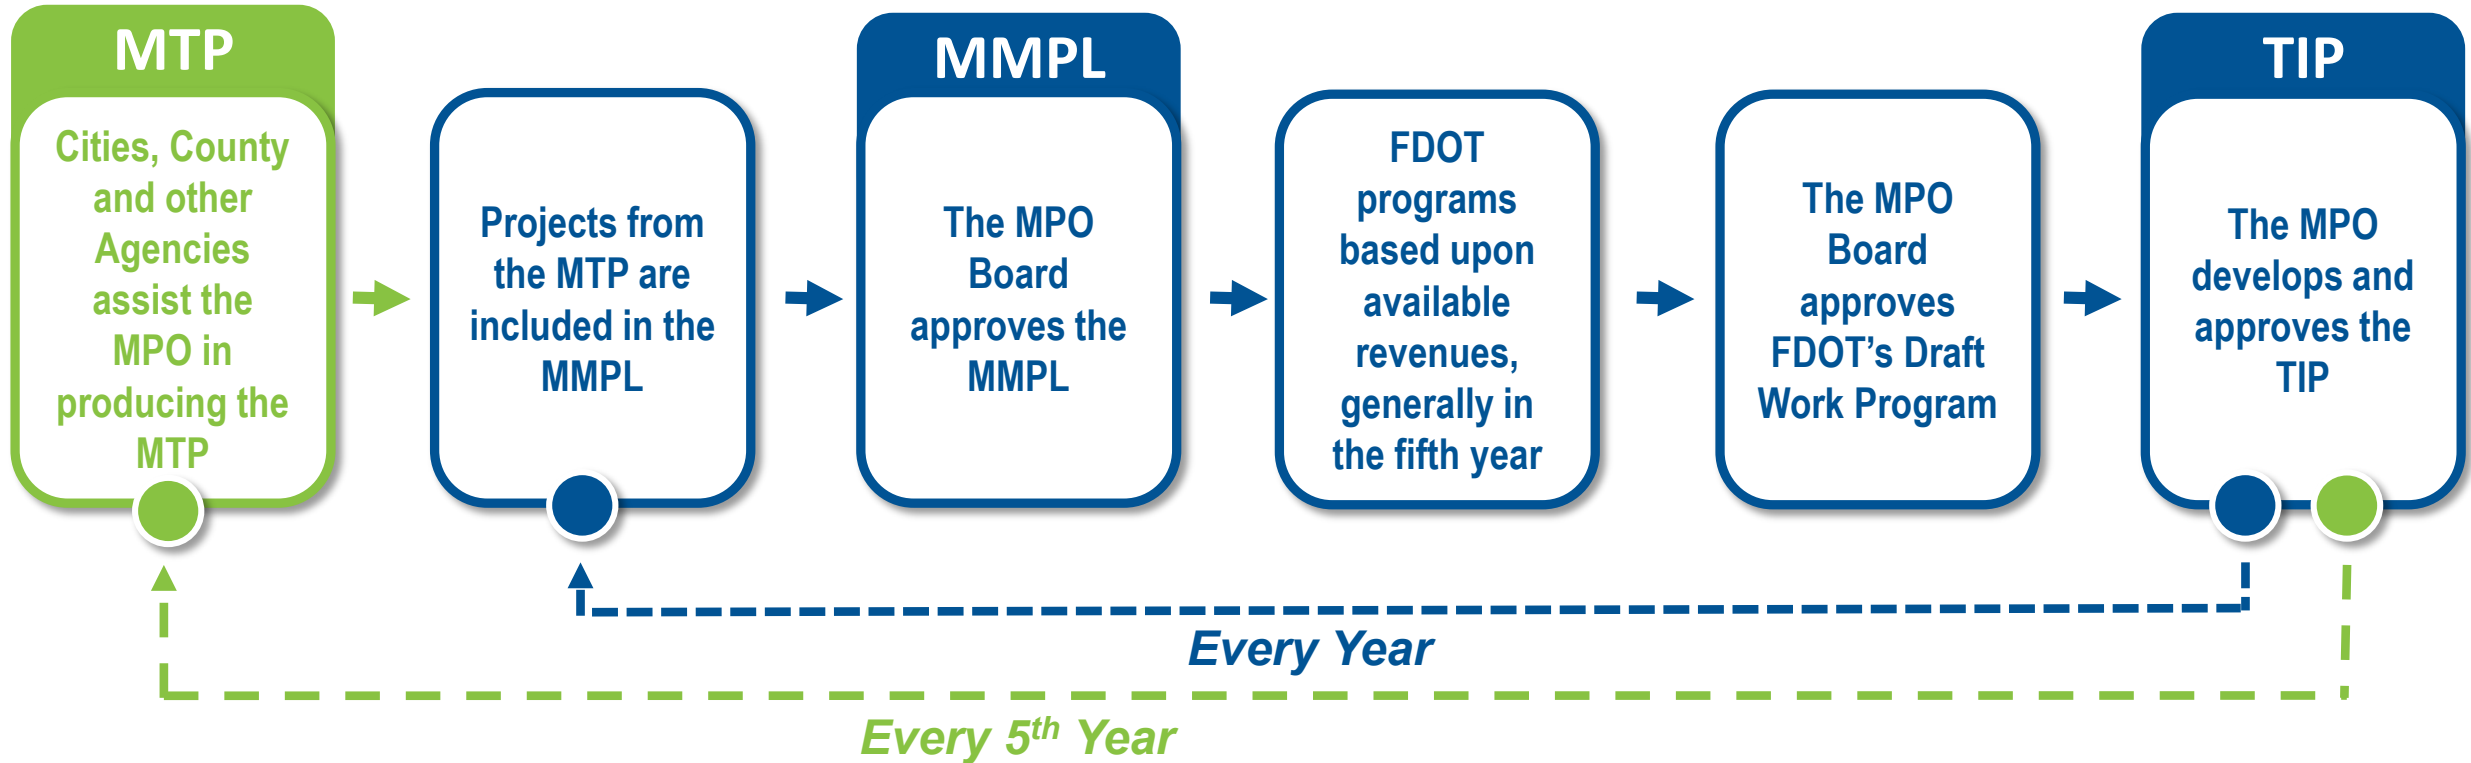 MTP
Cities, County
and other
Agencies
assist the
MPO in
producing the
MTP
Projects from
the MTP are
included in the
MMPL
MMPL
The MPO
Board
approves the
MMPL
FDOT
programs
based upon
available
revenues,
generally in
the fifth year
The MPO
Board
approves
FDOT’s Draft
Work Program
TIP
The MPO
develops and
approves the
TIP
Every Year
Every 5th Year